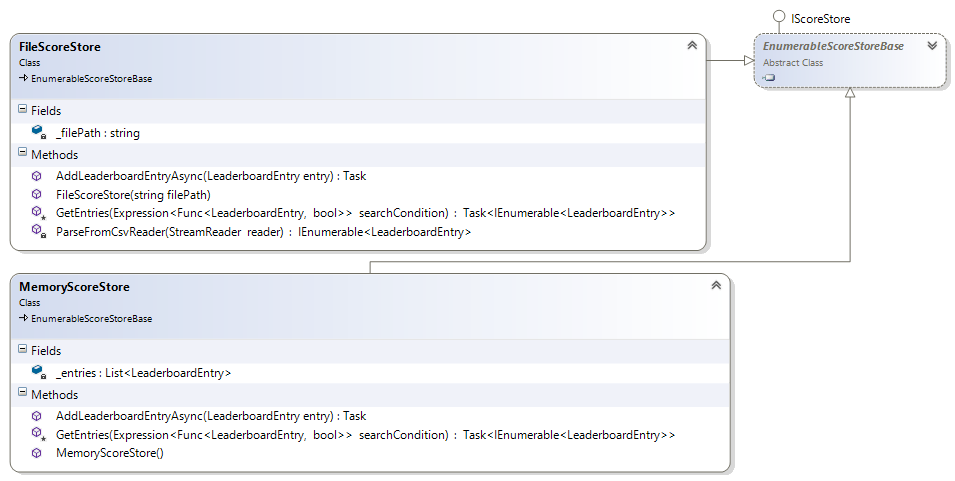 IScoreStore
FileScoreStore
Class
EnumerableScoreStoreBase
Fields
_filePath : string
Methods
AddLeaderboardEntryAsync(LeaderboardEntry entry) : Task
FileScoreStore(string filePath)
GetEntries(Expression<Func<LeaderboardEntry, bool>> searchCondition) : Task<IEnumerable<LeaderboardEntry>>
ParseFromCsvReader(StreamReader reader) : IEnumerable<LeaderboardEntry>
EnumerableScoreStoreBase
Abstract Class
MemoryScoreStore
Class
EnumerableScoreStoreBase
Fields
_entries : List<LeaderboardEntry>
Methods
AddLeaderboardEntryAsync(LeaderboardEntry entry) : Task
GetEntries(Expression<Func<LeaderboardEntry, bool>> searchCondition) : Task<IEnumerable<LeaderboardEntry>>
MemoryScoreStore()